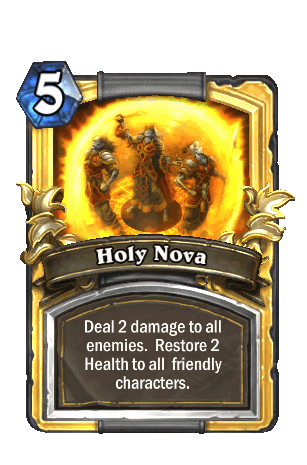 5
Holy Nova
Deal 2 damage to all
enemies. Restore 2
Health to all friendly
characters.